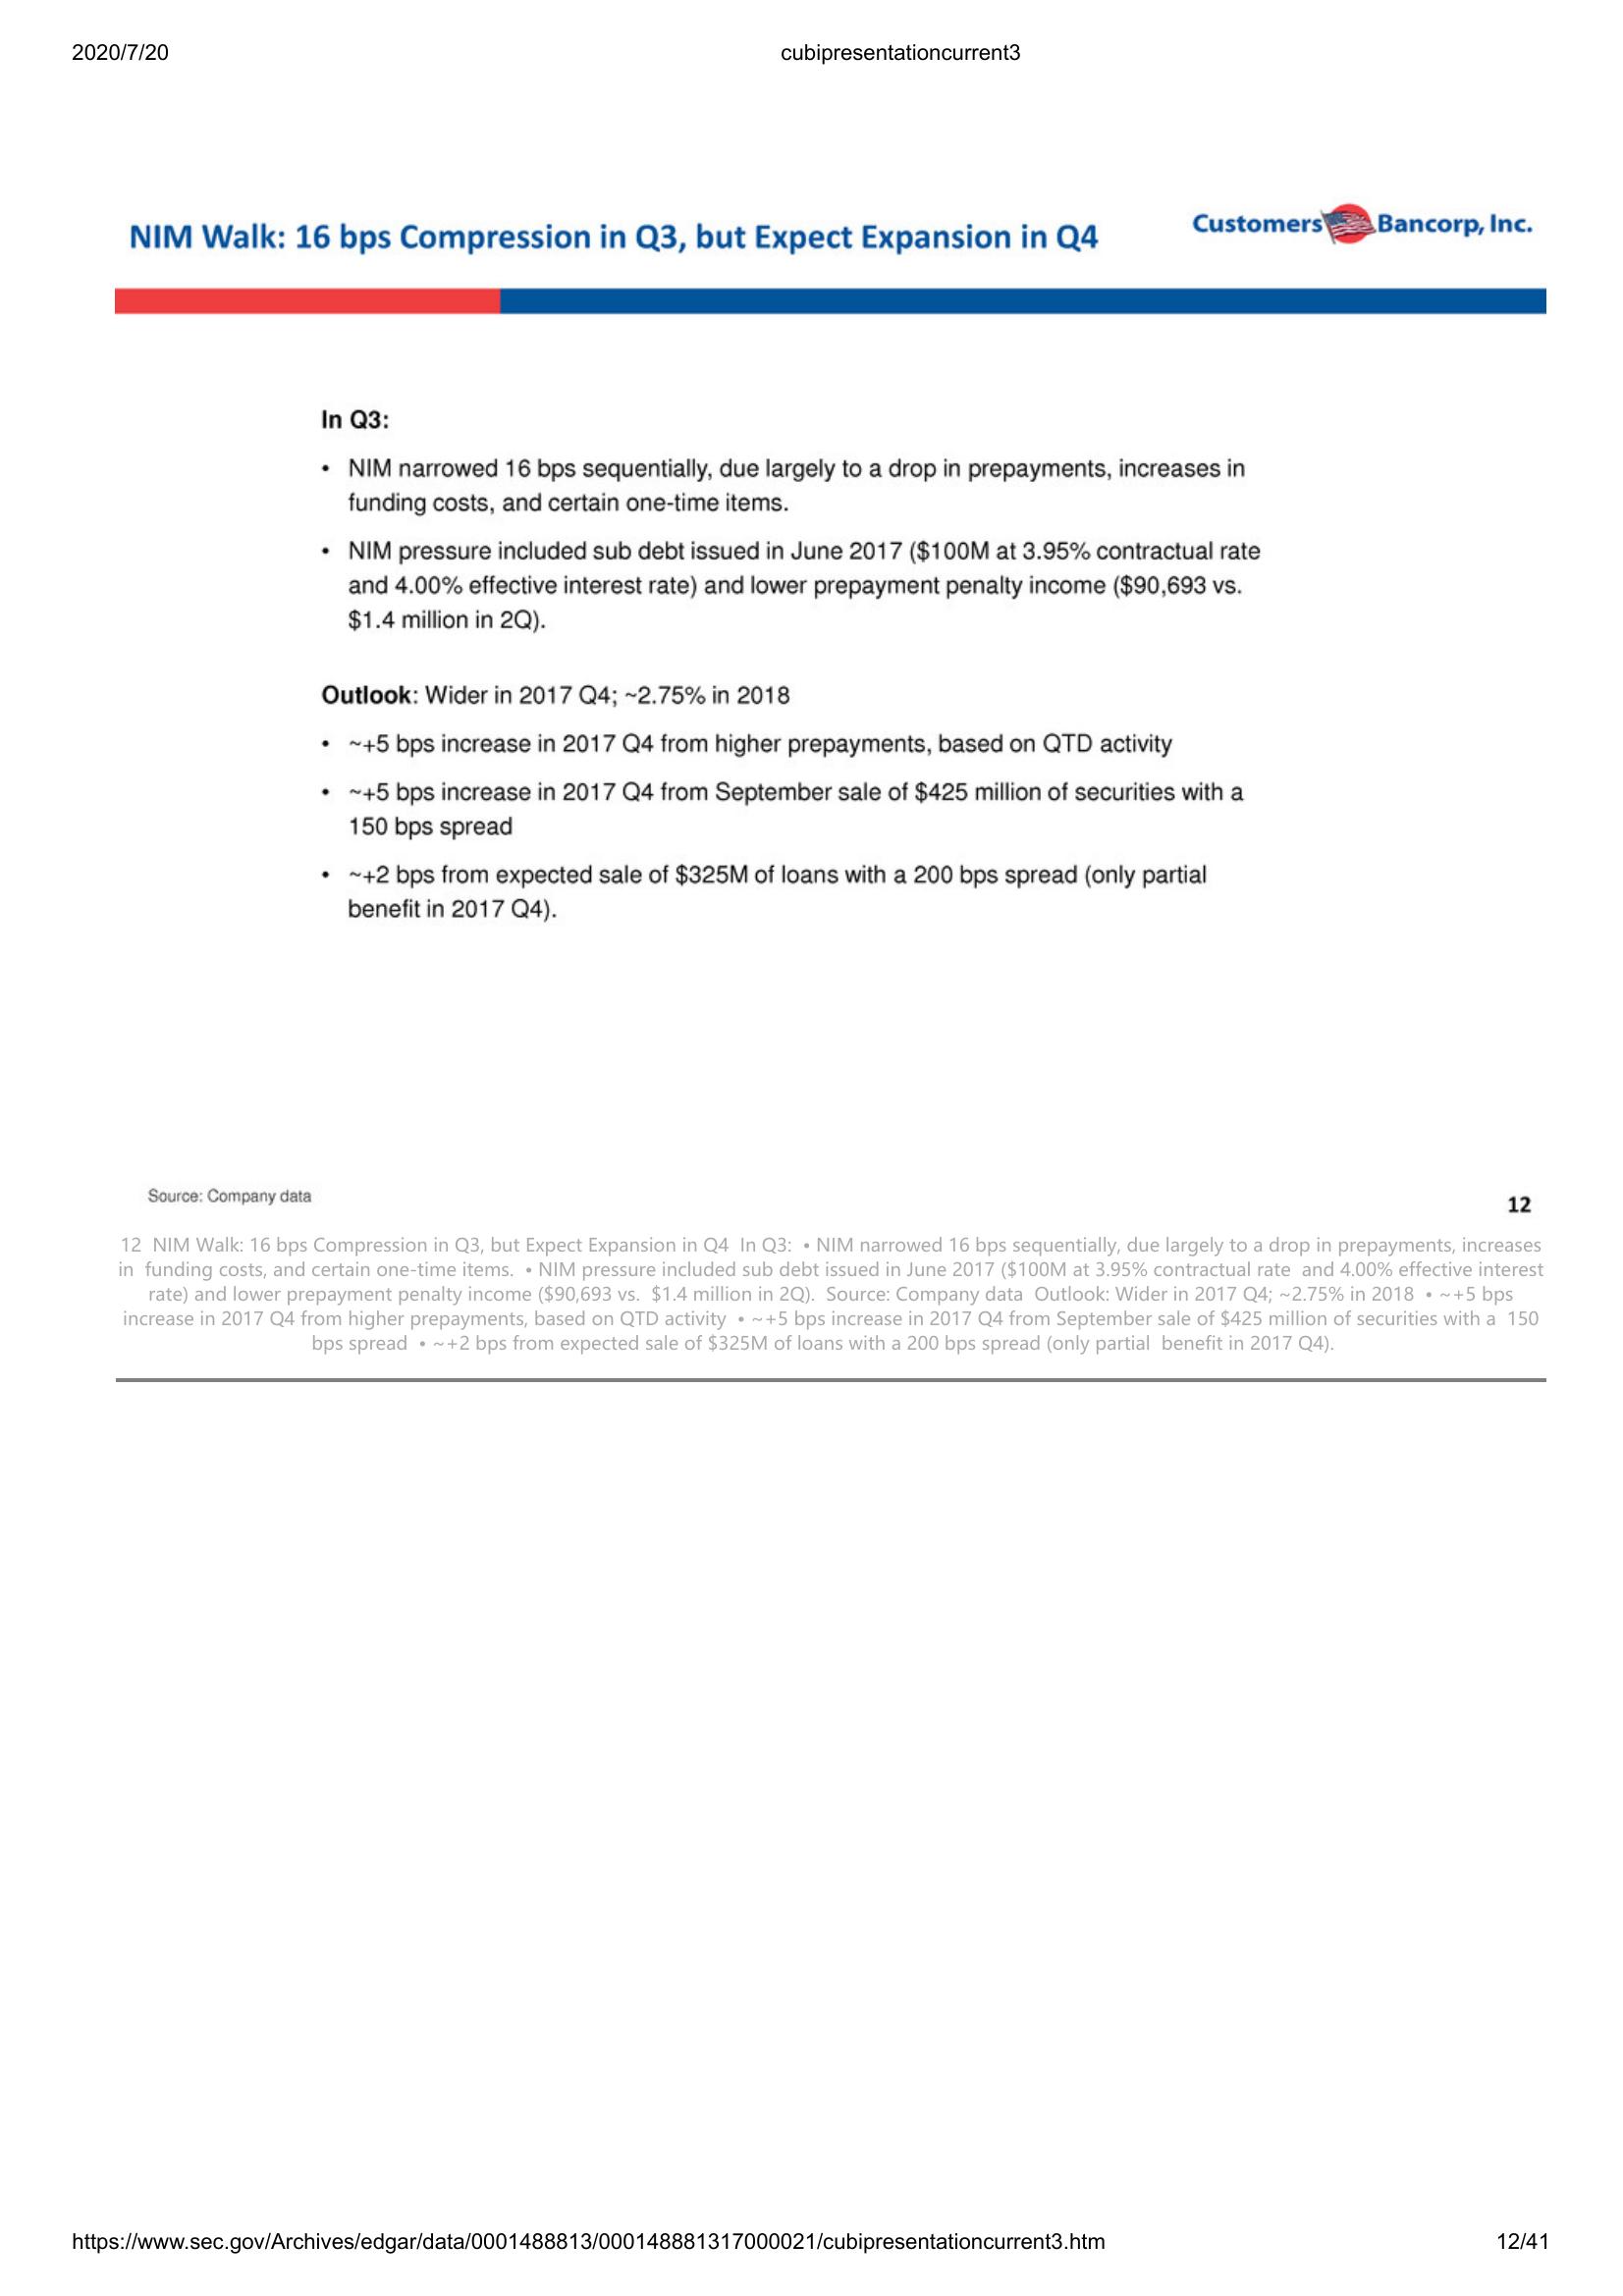 2020/7/20 cubipresentationcurrent3
NIM Walk: 16 bps Compression in Q3, but Expect Expansion in Q4
Customers Bancorp, Inc.
In Q3:
• NIM narrowed 16 bps sequentially, due largely to a drop in prepayments, increases in
funding costs, and certain one-time items.
• NIM pressure included sub debt issued in June 2017 ($100M at 3.95% contractual rate
and 4.00% effective interest rate) and lower prepayment penalty income ($90,693 vs.
$1.4 million in 2Q).
Outlook: Wider in 2017 Q4; ~2.75% in 2018
• ~+5 bps increase in 2017 Q4 from higher prepayments, based on QTD activity
• ~+5 bps increase in 2017 Q4 from September sale of $425 million of securities with a
150 bps spread
• ~+2 bps from expected sale of $325M of loans with a 200 bps spread (only partial
benefit in 2017 Q4).
Source: Company data
12
12 NIM Walk: 16 bps Compression in Q3, but Expect Expansion in Q4 In Q3: • NIM narrowed 16 bps sequentially, due largely to a drop in prepayments, increases
in funding costs, and certain one-time items. • NIM pressure included sub debt issued in June 2017 ($100M at 3.95% contractual rate and 4.00% effective interest
rate) and lower prepayment penalty income ($90,693 vs. $1.4 million in 2Q). Source: Company data Outlook: Wider in 2017 Q4; ~2.75% in 2018 • ~+5 bps
increase in 2017 Q4 from higher prepayments, based on QTD activity • ~+5 bps increase in 2017 Q4 from September sale of $425 million of securities with a 150
bps spread • ~+2 bps from expected sale of $325M of loans with a 200 bps spread (only partial benefit in 2017 Q4).
https://www.sec.gov/Archives/edgar/data/0001488813/000148881317000021/cubipresentationcurrent3.htm 12/41